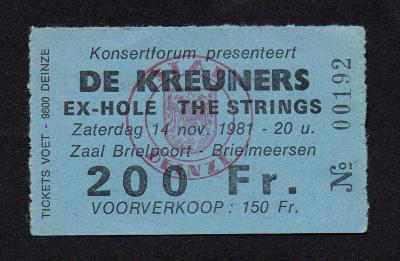 Konsertforum presenteert
DE KREUNERS
EX-HOLE THE STRINGS
Zaterdag 14 nov. 1981 - 20 u.
Zaal Brielpoort - Brielmeersen
200 Fr.
VOORVERKOOP : 150 Fr.
TICKETS VOET - 9800 DEINZE
№ 00192
DEINZE